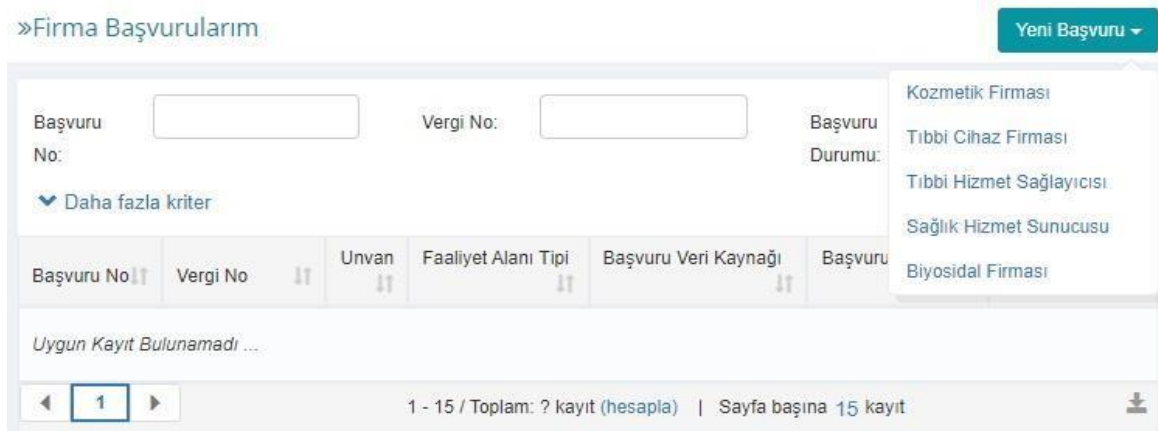 »Firma Başvurularım
Yeni Başvuru
Kozmetik Firması
Tıbbi Cihaz Firması
Tıbbi Hizmet Sağlayıcısı
Sağlık Hizmet Sunucusu
Biyosidal Firması
Başvuru No:
Vergi No:
Başvuru Durumu:
Daha fazla kriter
Başvuru No Vergi No Unvan Faaliyet Alanı Tipi Başvuru Veri Kaynağı Başvuru
Uygun Kayıt Bulunamadı ...
1 1 - 15 / Toplam: ? kayıt (hesapla) | Sayfa başına 15 kayıt